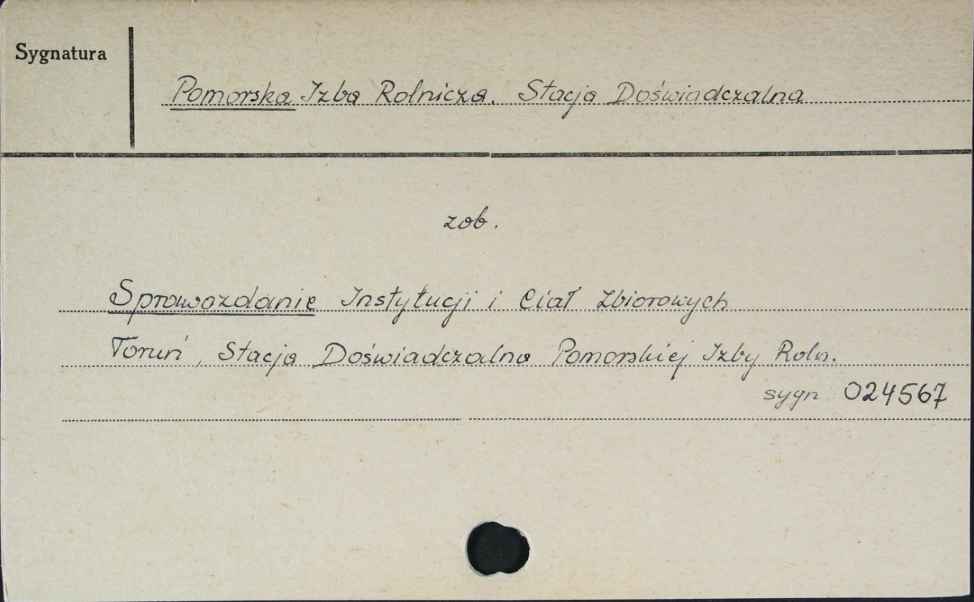 Sygnatura
Pomorska Izba Rolnicza. Stacja Doświadczalna
zob.
Sprawozdanie Instytucji i Ciał Zbiorowych
Toruń, Stacja Doświadczalna Pomorskiej Izby Roln.
sygn 024567